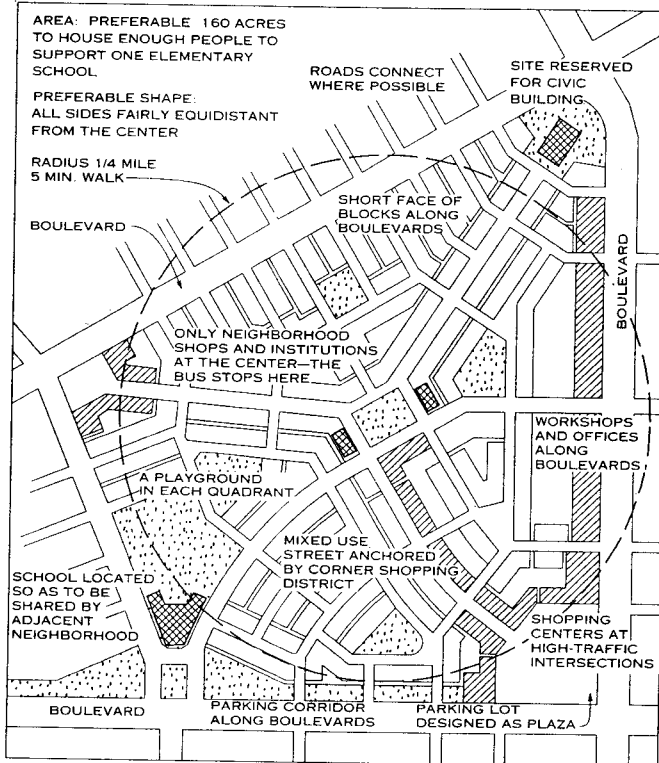 AREA: PREFERABLE 160 ACRES
TO HOUSE ENOUGH PEOPLE TO
SUPPORT ONE ELEMENTARY
SCHOOL
PREFERABLE SHAPE:
ALL SIDES FAIRLY EQUIDISTANT
FROM THE CENTER
RADIUS 1/4 MILE
5 MIN. WALK
BOULEVARD
ROADS CONNECT
WHERE POSSIBLE
SITE RESERVED
FOR CIVIC
BUILDING
SHORT FACE OF
BLOCKS ALONG
BOULEVARDS
BOULEVARD
ONLY NEIGHBORHOOD
SHOPS AND INSTITUTIONS
AT THE CENTER—THE
BUS STOPS HERE
WORKSHOPS
AND OFFICES
ALONG
BOULEVARDS
A PLAYGROUND
IN EACH QUADRANT
MIXED USE
STREET ANCHORED
BY CORNER SHOPPING
DISTRICT
SCHOOL LOCATED
SO AS TO BE
SHARED BY
ADJACENT
NEIGHBORHOOD
SHOPPING
CENTERS AT
HIGH-TRAFFIC
INTERSECTIONS
BOULEVARD
PARKING CORRIDOR
ALONG BOULEVARDS
PARKING LOT
DESIGNED AS PLAZA